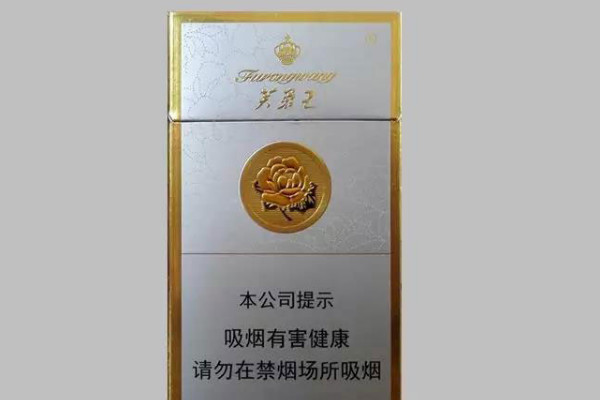 Furongwang
芙蓉王
本公司提示
吸烟有害健康
请勿在禁烟场所吸烟